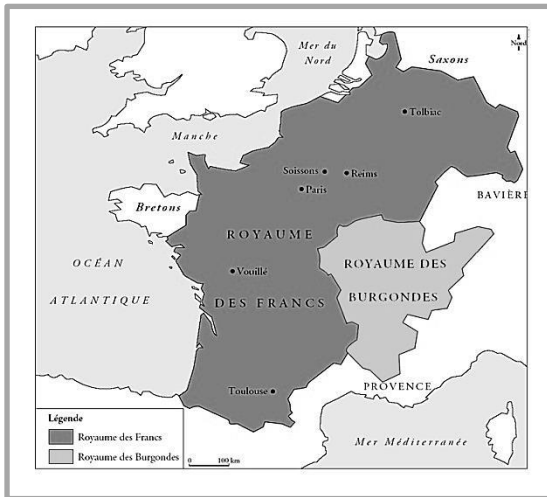 Mer du
Nord
Nord
Saxons
Tolbiac
Manche
Soissons
Reims
Paris
BAVIÈRE
Bretons
ROYAUME
ROYAUME DES
BURGONDES
OCÉAN
ATLANTIQUE
Vouillé
DES FRANCS
PROVENCE
Toulouse
Légende
Royaume des Francs
Royaume des Burgondes
0 100 km
Mer Méditerranée